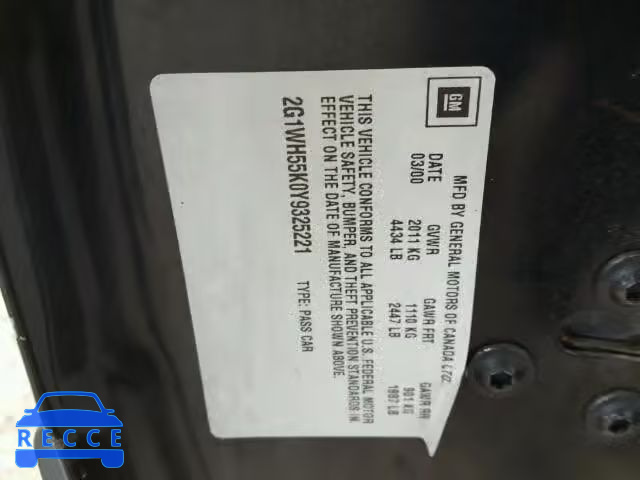 GM
MFD BY GENERAL MOTORS OF CANADA LTD.
DATE GVWR GAWR FRT GAWR RR
03/00 2011 KG 1110 KG 901 KG
4434 LB 2447 LB 1987 LB
THIS VEHICLE CONFORMS TO ALL APPLICABLE U.S. FEDERAL MOTOR
VEHICLE SAFETY, BUMPER, AND THEFT PREVENTION STANDARDS IN
EFFECT ON THE DATE OF MANUFACTURE SHOWN ABOVE.
2G1WH55K0Y9325221 TYPE: PASS CAR
RECCE